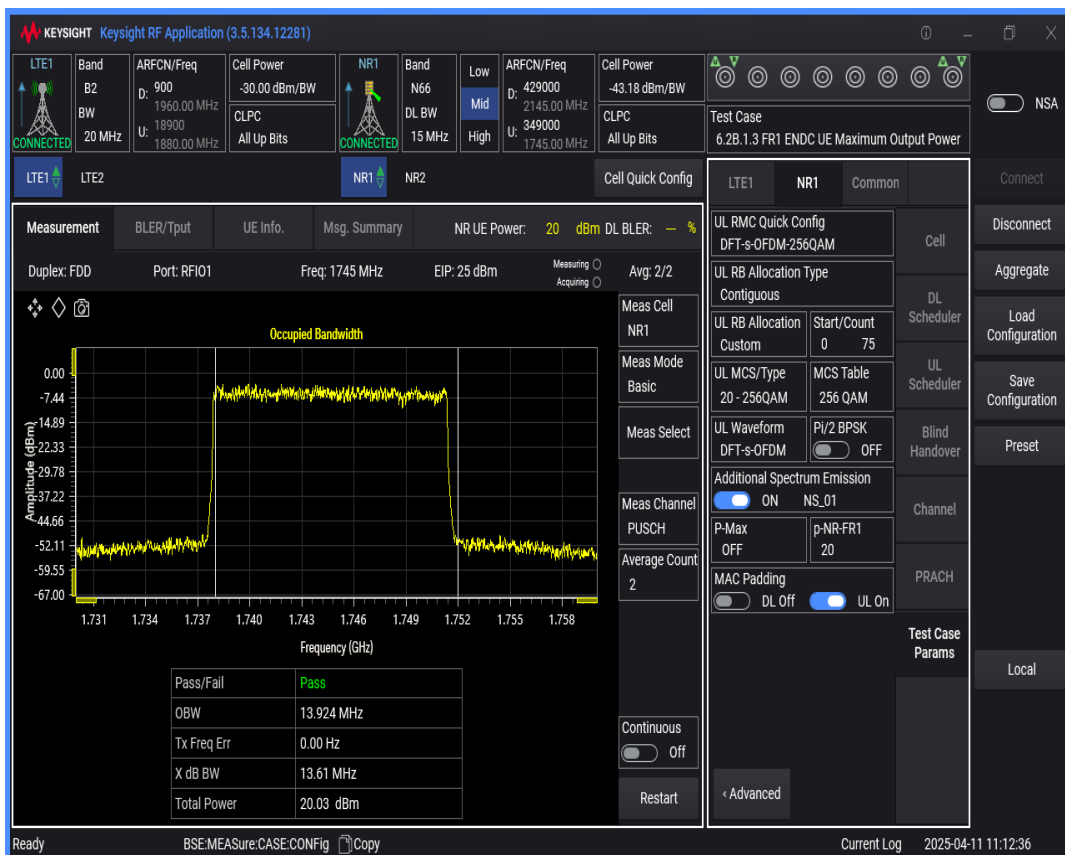 KEYSIGHT Keysight RF Application (3.5.134.12281)
LTE1
CONNECTED
Band
B2
BW
20 MHz
ARFCN/Freq
D: 900
1960.00 MHz
U: 18900
1880.00 MHz
Cell Power
-30.00 dBm/BW
CLPC
All Up Bits
NR1
CONNECTED
Band
N66
DL BW
15 MHz
Low
Mid
High
ARFCN/Freq
D: 429000
2145.00 MHz
U: 349000
1745.00 MHz
Cell Power
-43.18 dBm/BW
CLPC
All Up Bits
Test Case
6.2B.1.3 FR1 ENDC UE Maximum Output Power
NSA
LTE1 LTE2 NR1 NR2 Cell Quick Config
Measurement BLER/Tput UE Info. Msg. Summary NR UE Power: 20 dBm DL BLER: — %
Duplex: FDD Port: RFIO1 Freq: 1745 MHz EIP: 25 dBm Measuring Acquiring Avg: 2/2
Occupied Bandwidth
Amplitude (dBm)
0.00
-7.44
-14.89
-22.33
-29.78
-37.22
-44.66
-52.11
-59.55
-67.00
1.731 1.734 1.737 1.740 1.743 1.746 1.749 1.752 1.755 1.758
Frequency (GHz)
Pass/Fail Pass
OBW 13.924 MHz
Tx Freq Err 0.00 Hz
X dB BW 13.61 MHz
Total Power 20.03 dBm
Meas Cell
NR1
Meas Mode
Basic
Meas Select
Meas Channel
PUSCH
Average Count
2
Continuous
Off
Restart
LTE1 NR1 Common
UL RMC Quick Config
DFT-s-OFDM-256QAM
UL RB Allocation Type
Contiguous
UL RB Allocation Start/Count
Custom 0 75
UL MCS/Type MCS Table
20 - 256QAM 256 QAM
UL Waveform Pi/2 BPSK
DFT-s-OFDM OFF
Additional Spectrum Emission
ON NS_01
P-Max p-NR-FR1
OFF 20
MAC Padding
DL Off UL On
‹ Advanced
Cell
DL
Scheduler
UL
Scheduler
Blind
Handover
Channel
PRACH
Test Case
Params
Connect
Disconnect
Aggregate
Load
Configuration
Save
Configuration
Preset
Local
Ready BSE:MEASure:CASE:CONFig Copy Current Log 2025-04-11 11:12:36